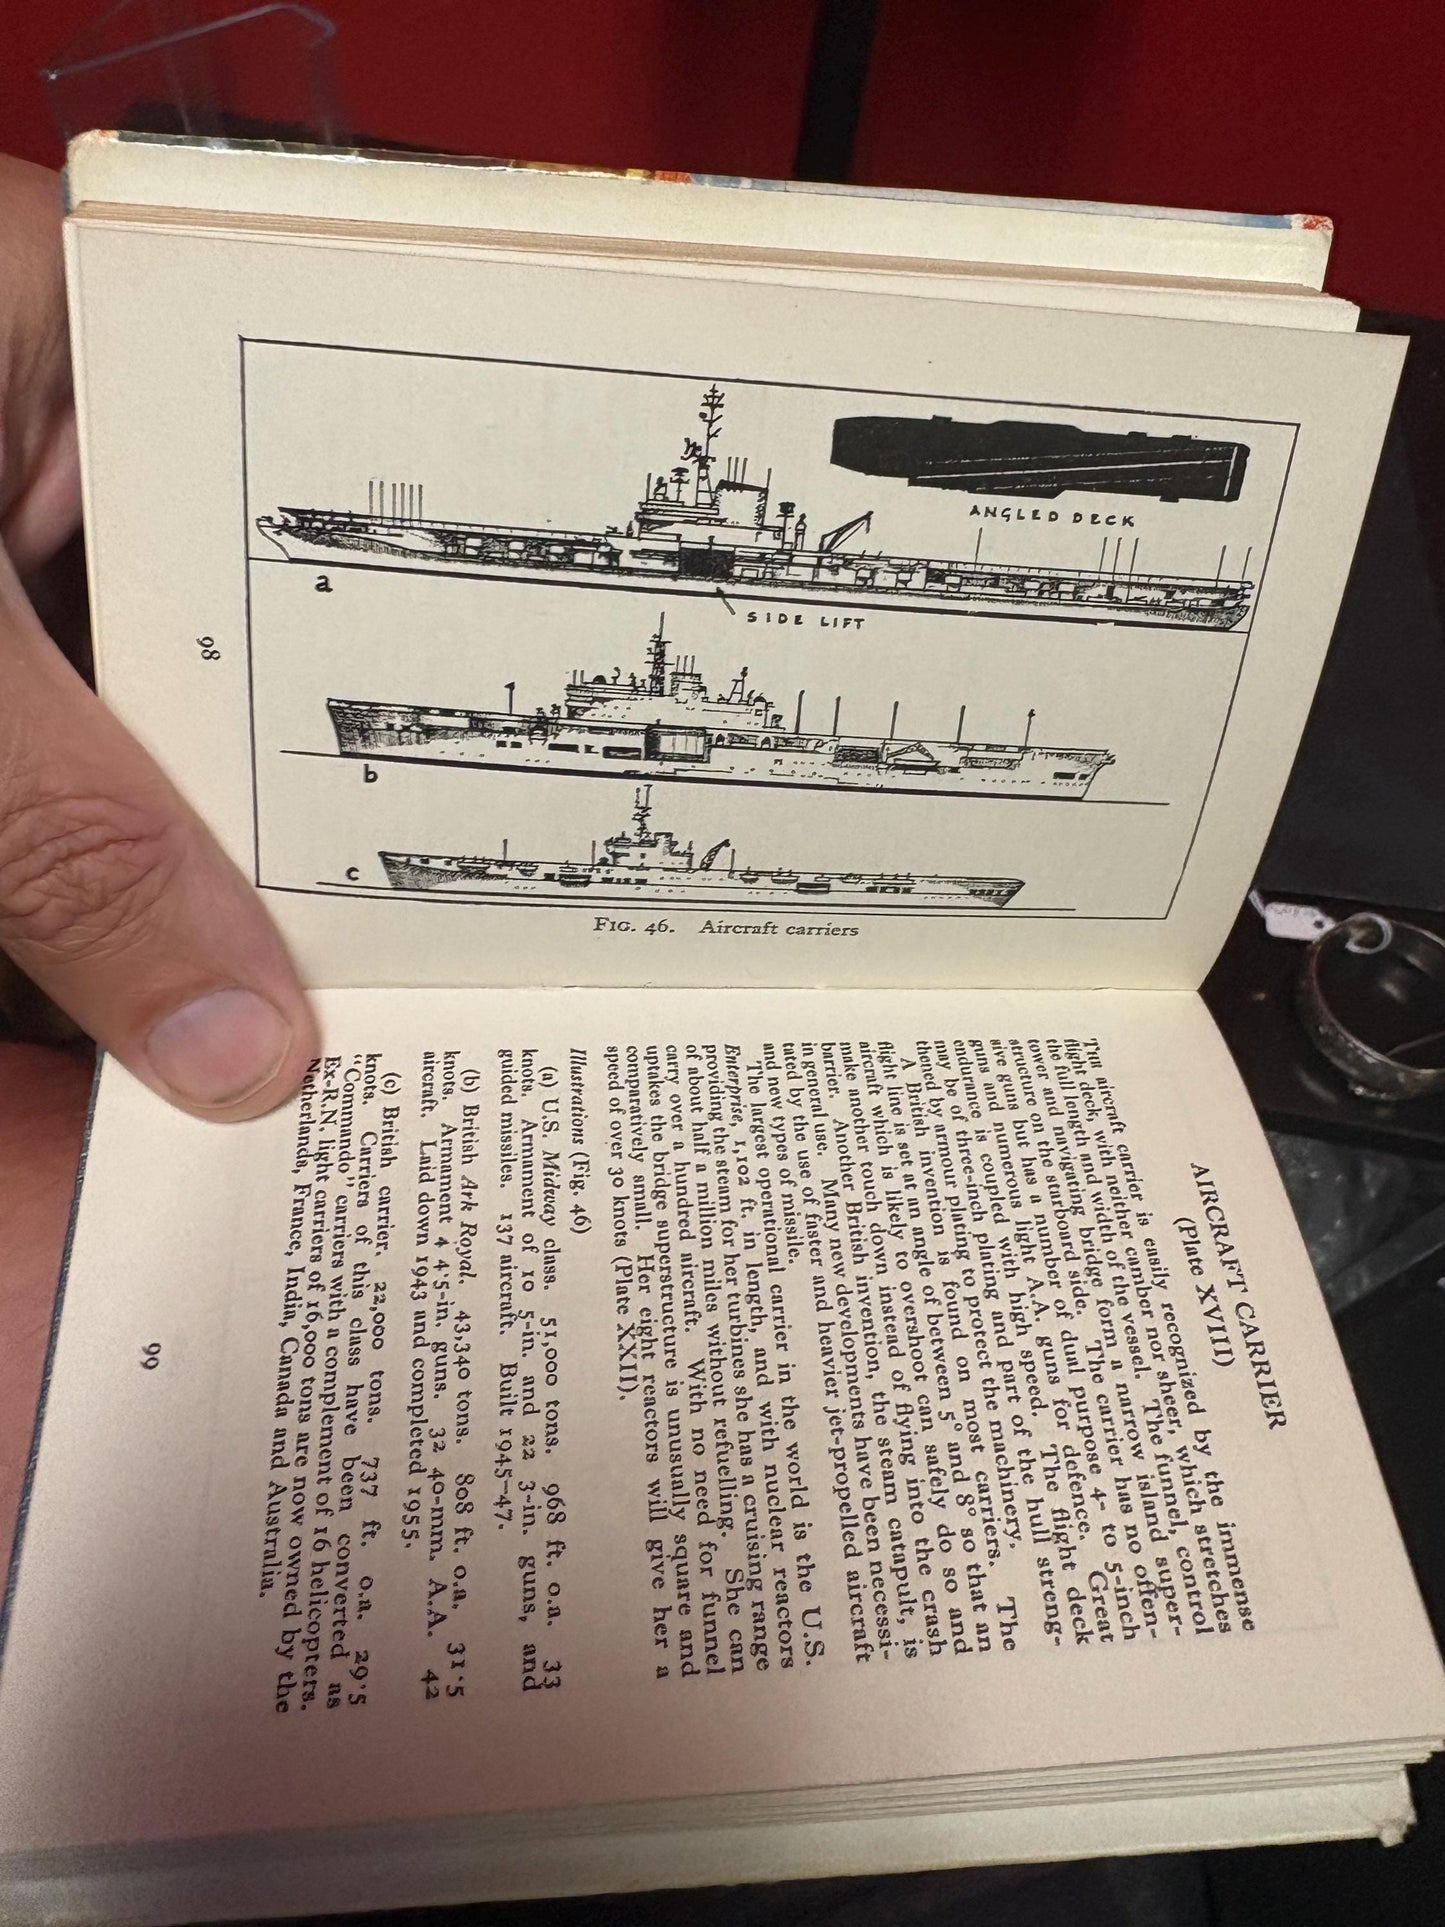 ANGLED DECK
a
SIDE LIFT
b
c
FIG. 46. Aircraft carriers
98
AIRCRAFT CARRIER
(Plate XVIII)
THE aircraft carrier is easily recognized by the immense
flight deck, with neither camber nor sheer, which stretches
the full length and width of the vessel. The funnel, control
tower and navigating bridge form a narrow island super-
structure on the starboard side. The carrier has no offen-
sive guns but has a number of dual purpose 4- to 5-inch
guns and numerous light A.A. guns for defence. Great
endurance is coupled with high speed. The flight deck
may be of three-inch plating and part of the hull streng-
thened by armour plating to protect the machinery.
A British invention is found on most carriers. The
flight line is set at an angle of between 5° and 8° so that an
aircraft which is likely to overshoot can safely do so and
make another touch down instead of flying into the crash
barrier. Another British invention, the steam catapult, is
in general use. Many new developments have been necessi-
tated by the use of faster and heavier jet-propelled aircraft
and new types of missile.
The largest operational carrier in the world is the U.S.
Enterprise, 1,102 ft. in length, and with nuclear reactors
providing the steam for her turbines she has a cruising range
of about half a million miles without refuelling. She can
carry over a hundred aircraft. With no need for funnel
uptakes the bridge superstructure is unusually square and
comparatively small. Her eight reactors will give her a
speed of over 30 knots (Plate XXII).
Illustrations (Fig. 46)
(a) U.S. Midway class. 51,000 tons. 968 ft. o.a. 33
knots. Armament of 10 5-in. and 22 3-in. guns, and
guided missiles. 137 aircraft. Built 1945-47.
(b) British Ark Royal. 43,340 tons. 808 ft. o.a. 31·5
knots. Armament 4 4·5-in. guns. 32 40-mm. A.A. 42
aircraft. Laid down 1943 and completed 1955.
(c) British carrier. 22,000 tons. 737 ft. o.a. 29·5
knots. Carriers of this class have been converted as
"Commando" carriers with a complement of 16 helicopters.
Ex-R.N. light carriers of 16,000 tons are now owned by the
Netherlands, France, India, Canada and Australia.
99